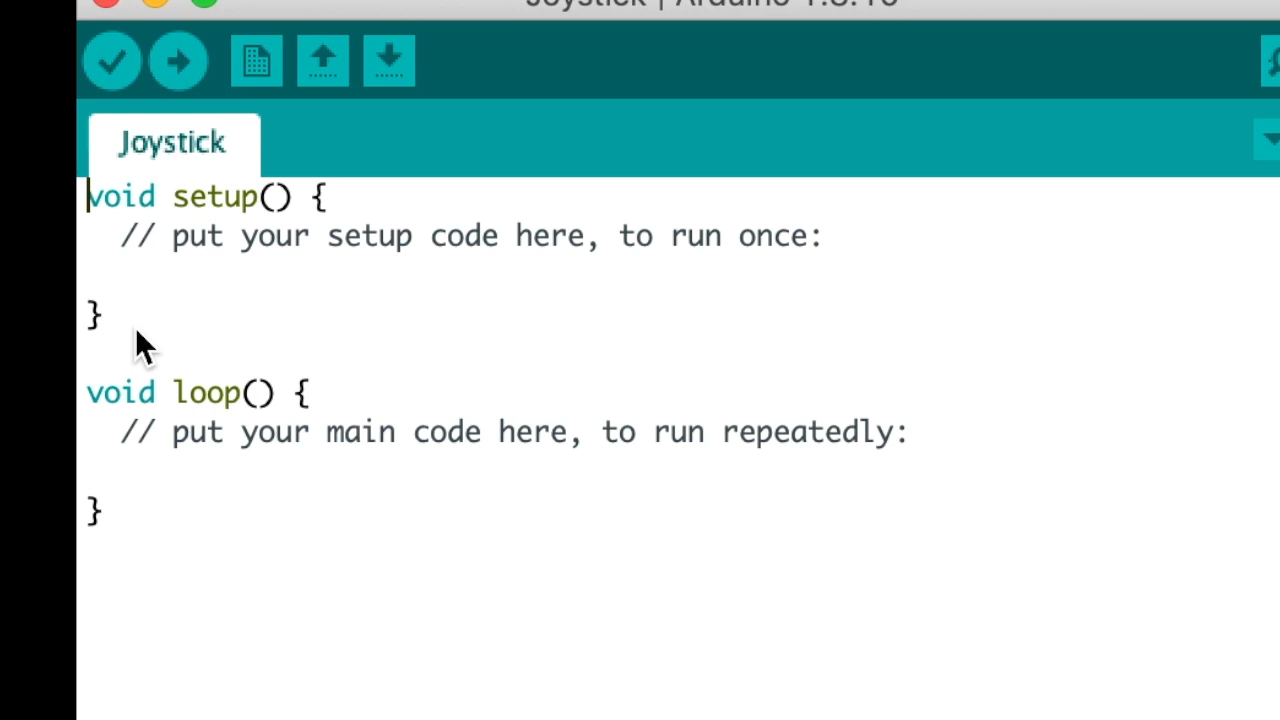 Joystick | Arduino 1.8.16
Joystick
void setup() {
// put your setup code here, to run once:
}
void loop() {
// put your main code here, to run repeatedly:
}